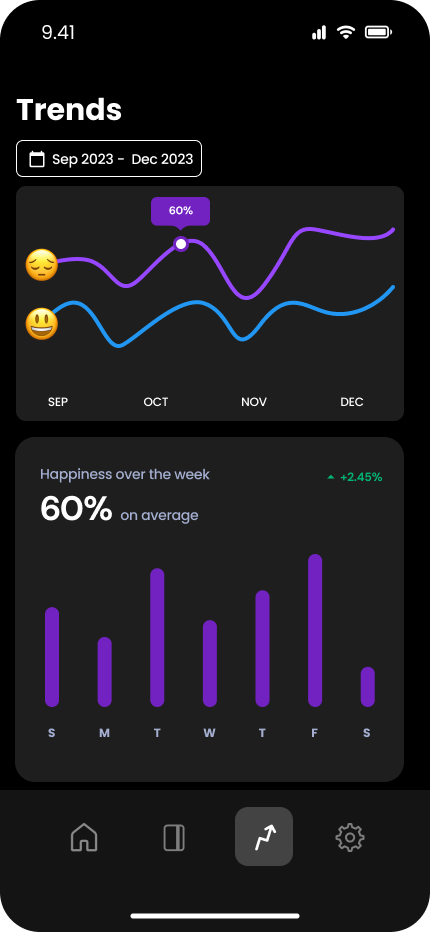 9.41
Trends
Sep 2023 - Dec 2023
60%
SEP OCT NOV DEC
Happiness over the week
+2.45%
60% on average
S M T W T F S